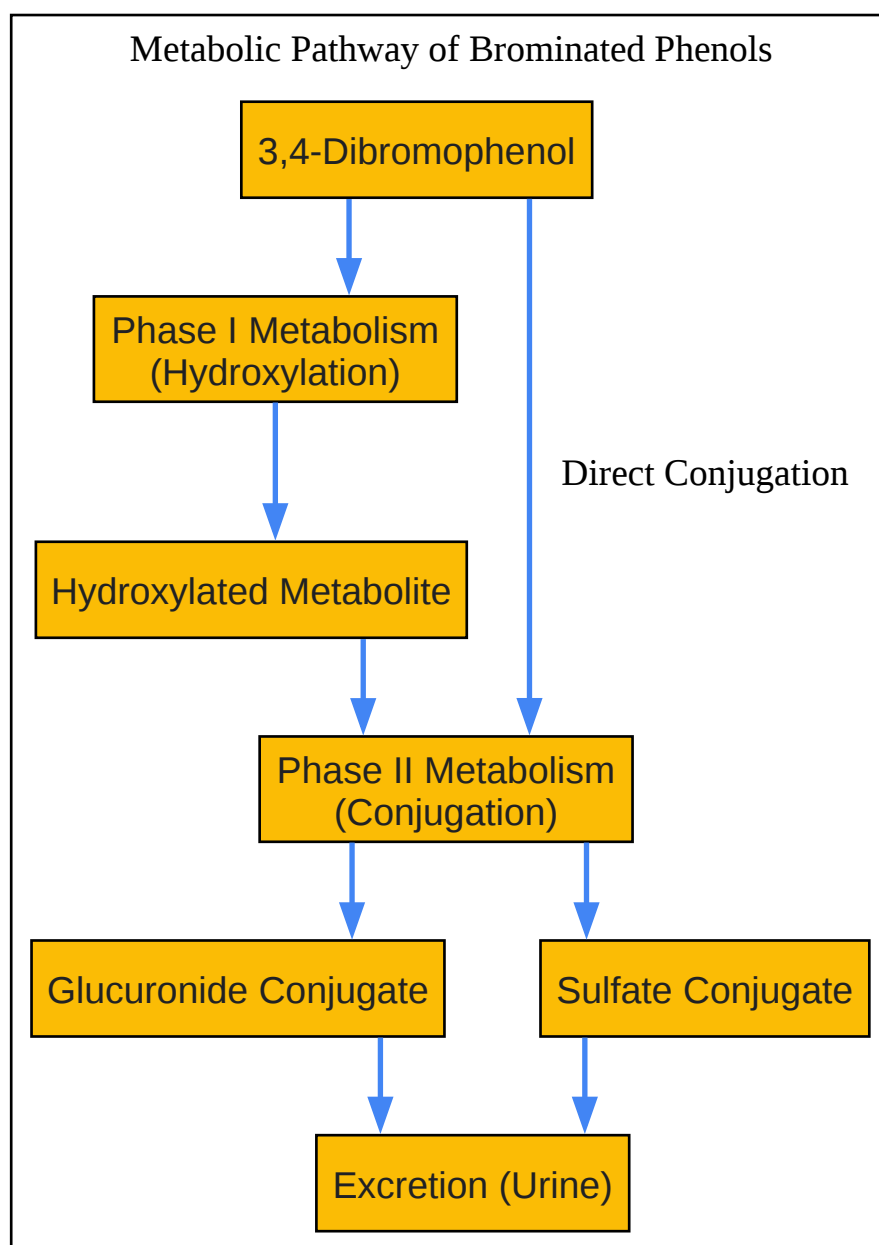 Metabolic Pathway of Brominated Phenols
3,4-Dibromophenol
Phase I Metabolism
(Hydroxylation)
Direct Conjugation
Hydroxylated Metabolite
Phase II Metabolism
(Conjugation)
Glucuronide Conjugate
Sulfate Conjugate
Excretion (Urine)